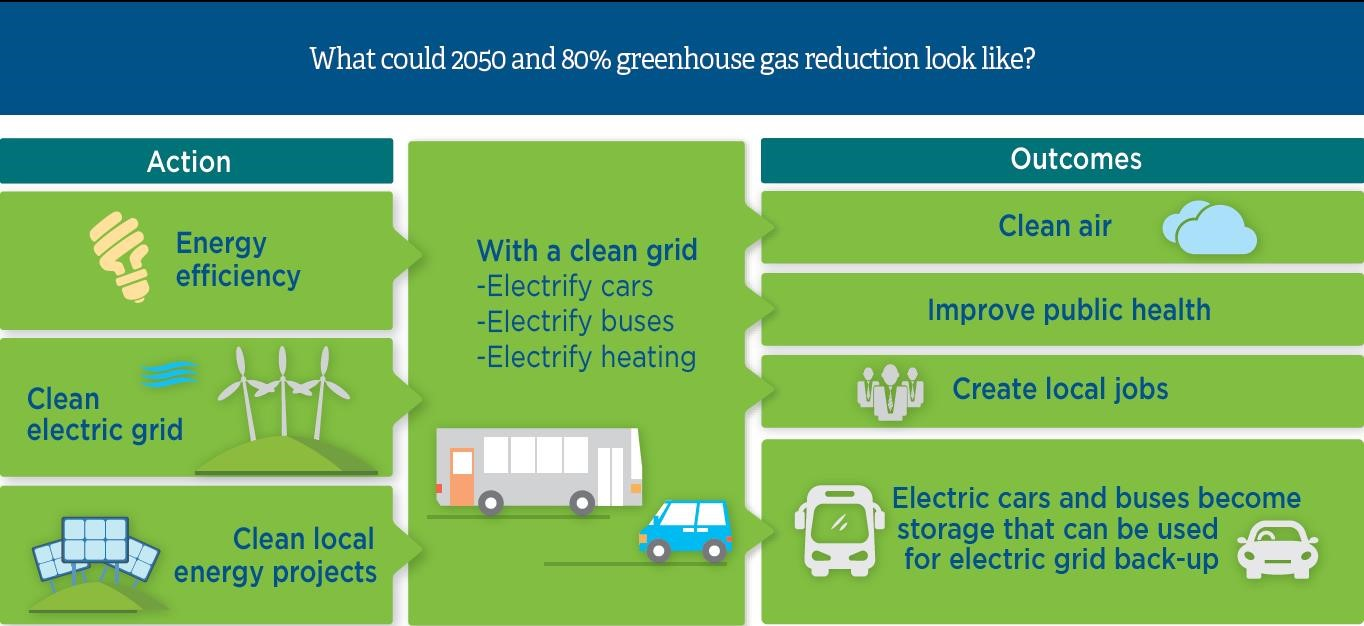 What could 2050 and 80% greenhouse gas reduction look like?
Action
Energy
efficiency
Clean
electric grid
Clean local
energy projects
With a clean grid
-Electrify cars
-Electrify buses
-Electrify heating
Outcomes
Clean air
Improve public health
Create local jobs
Electric cars and buses become
storage that can be used
for electric grid back-up